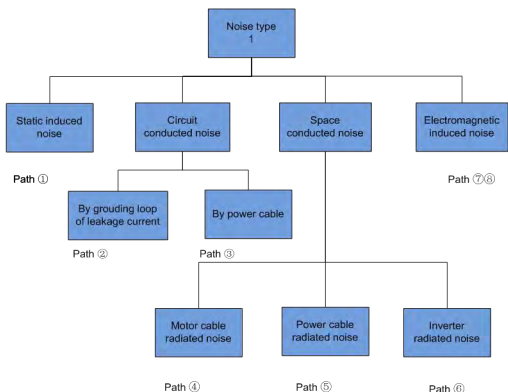 Noise type
1
Static induced
noise
Circuit
conducted noise
Space
conducted noise
Electromagnetic
induced noise
Path ①
Path ⑦⑧
By grouding loop
of leakage current
By power cable
Path ②
Path ③
Motor cable
radiated noise
Power cable
radiated noise
Inverter
radiated noise
Path ④
Path ⑤
Path ⑥